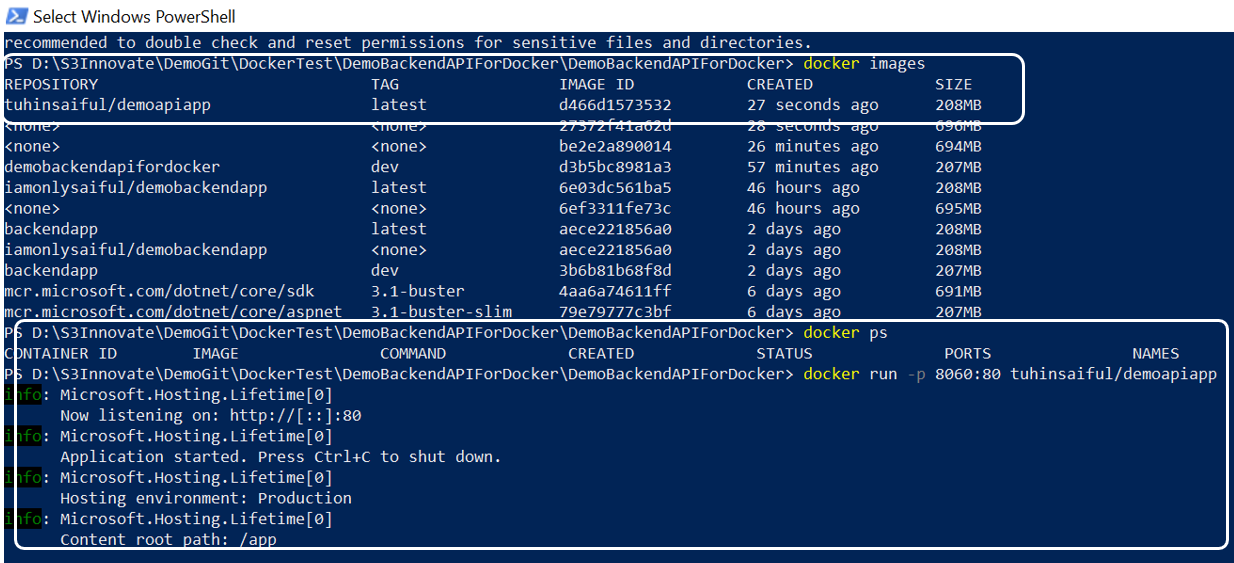 Select Windows PowerShell
recommended to double check and reset permissions for sensitive files and directories.
PS D:\S3Innovate\DemoGit\DockerTest\DemoBackendAPIForDocker\DemoBackendAPIForDocker> docker images
REPOSITORY TAG IMAGE ID CREATED SIZE
tuhinsaiful/demoapiapp latest d466d1573532 27 seconds ago 208MB
<none> <none> 27372f41a62d 28 seconds ago 696MB
<none> <none> be2e2a890014 26 minutes ago 694MB
demobackendapifordocker dev d3b5bc8981a3 57 minutes ago 207MB
iamonlysaiful/demobackendapp latest 6e03dc561ba5 46 hours ago 208MB
<none> <none> 6ef3311fe73c 46 hours ago 695MB
backendapp latest aece221856a0 2 days ago 208MB
iamonlysaiful/demobackendapp <none> aece221856a0 2 days ago 208MB
backendapp dev 3b6b81b68f8d 2 days ago 207MB
mcr.microsoft.com/dotnet/core/sdk 3.1-buster 4aa6a74611ff 6 days ago 691MB
mcr.microsoft.com/dotnet/core/aspnet 3.1-buster-slim 79e79777c3bf 6 days ago 207MB
PS D:\S3Innovate\DemoGit\DockerTest\DemoBackendAPIForDocker\DemoBackendAPIForDocker> docker ps
CONTAINER ID IMAGE COMMAND CREATED STATUS PORTS NAMES
PS D:\S3Innovate\DemoGit\DockerTest\DemoBackendAPIForDocker\DemoBackendAPIForDocker> docker run -p 8060:80 tuhinsaiful/demoapiapp
info: Microsoft.Hosting.Lifetime[0]
Now listening on: http://[::]:80
info: Microsoft.Hosting.Lifetime[0]
Application started. Press Ctrl+C to shut down.
info: Microsoft.Hosting.Lifetime[0]
Hosting environment: Production
info: Microsoft.Hosting.Lifetime[0]
Content root path: /app